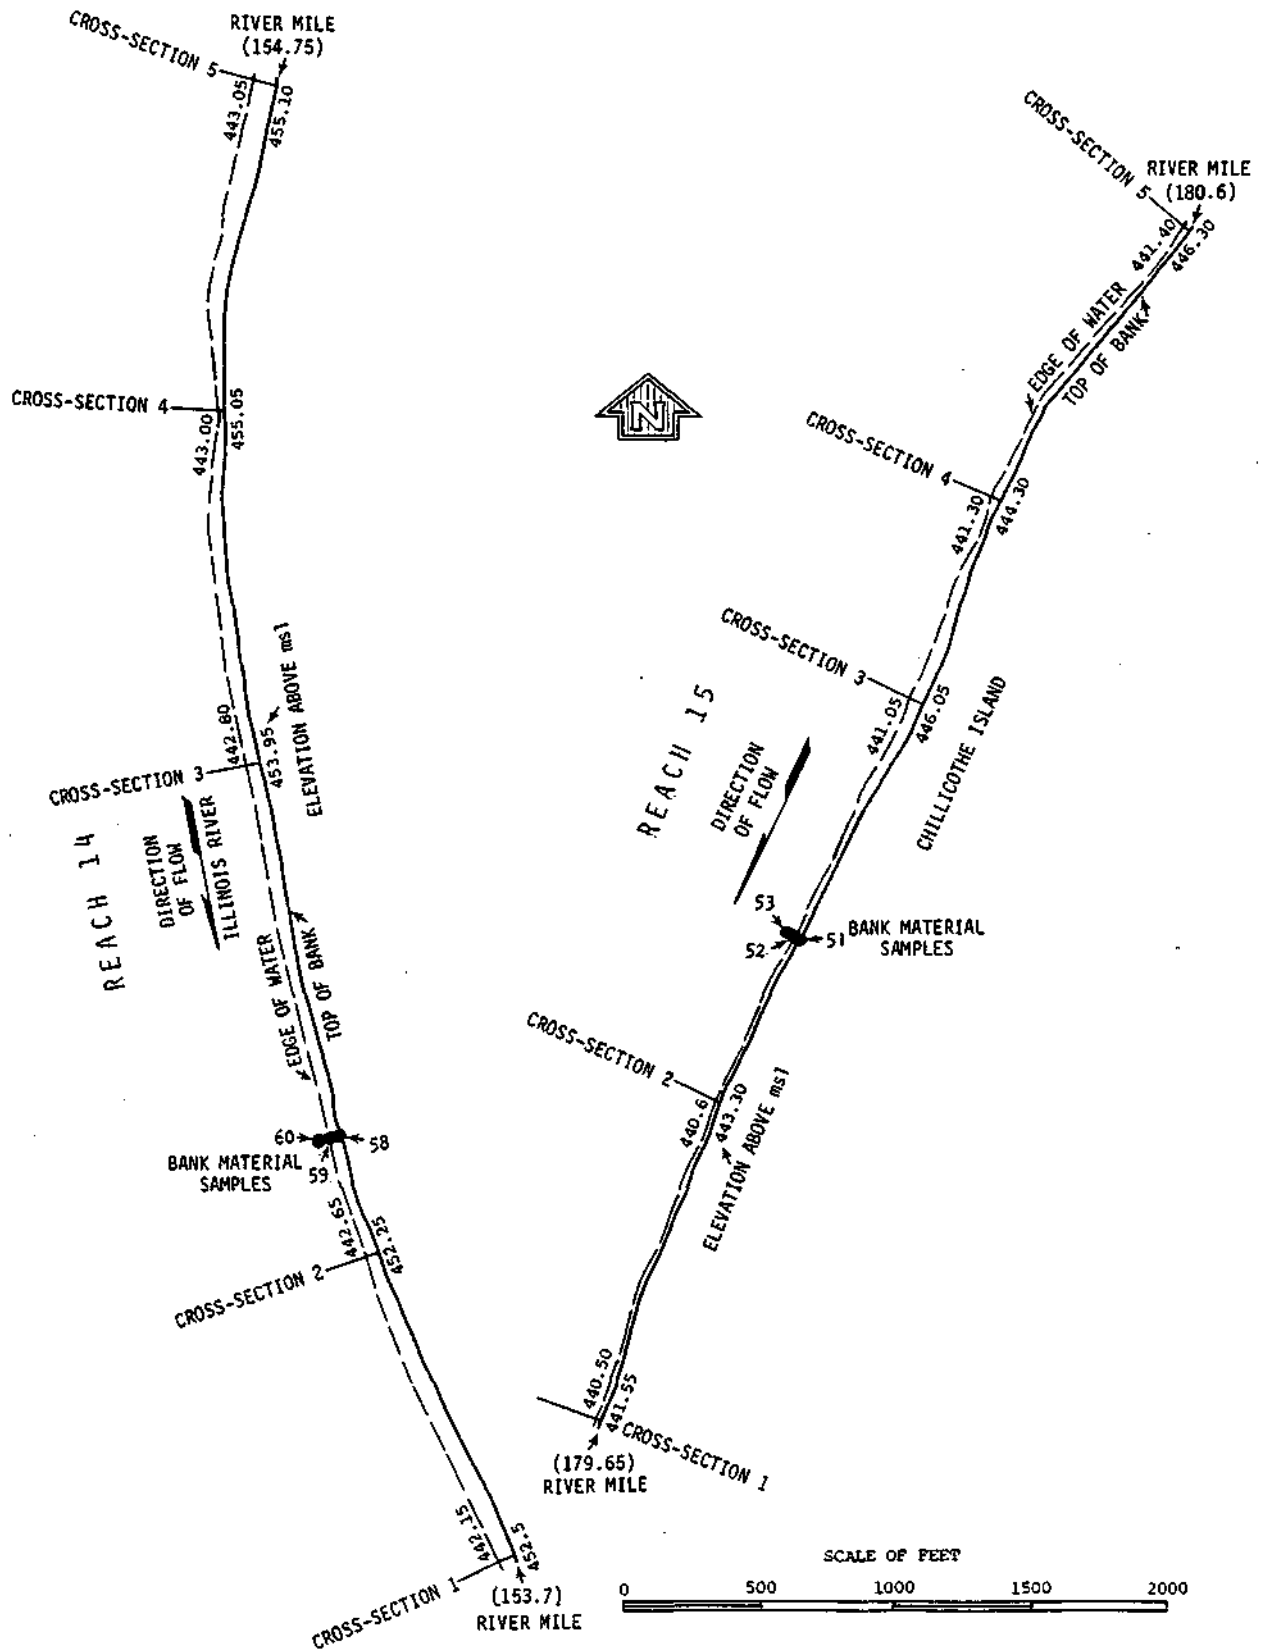 CROSS-SECTION 5
RIVER MILE
(154.75)
443.05
455.10
CROSS-SECTION 4
443.00
455.05
442.80
453.95
ELEVATION ABOVE msl
CROSS-SECTION 3
REACH 14
DIRECTION
OF FLOW
ILLINOIS RIVER
EDGE OF WATER
TOP OF BANK
60
58
59
BANK MATERIAL
SAMPLES
442.65
452.25
CROSS-SECTION 2
442.15
452.5
CROSS-SECTION 1
(153.7)
RIVER MILE
N
CROSS-SECTION 5
RIVER MILE
(180.6)
441.40
446.30
EDGE OF WATER
TOP OF BANK
CROSS-SECTION 4
441.30
444.30
CROSS-SECTION 3
441.05
446.05
REACH 15
DIRECTION
OF FLOW
CHILLICOTHE ISLAND
53
52
51
BANK MATERIAL
SAMPLES
CROSS-SECTION 2
440.6
443.30
ELEVATION ABOVE msl
440.50
441.55
CROSS-SECTION 1
(179.65)
RIVER MILE
SCALE OF FEET
0 500 1000 1500 2000